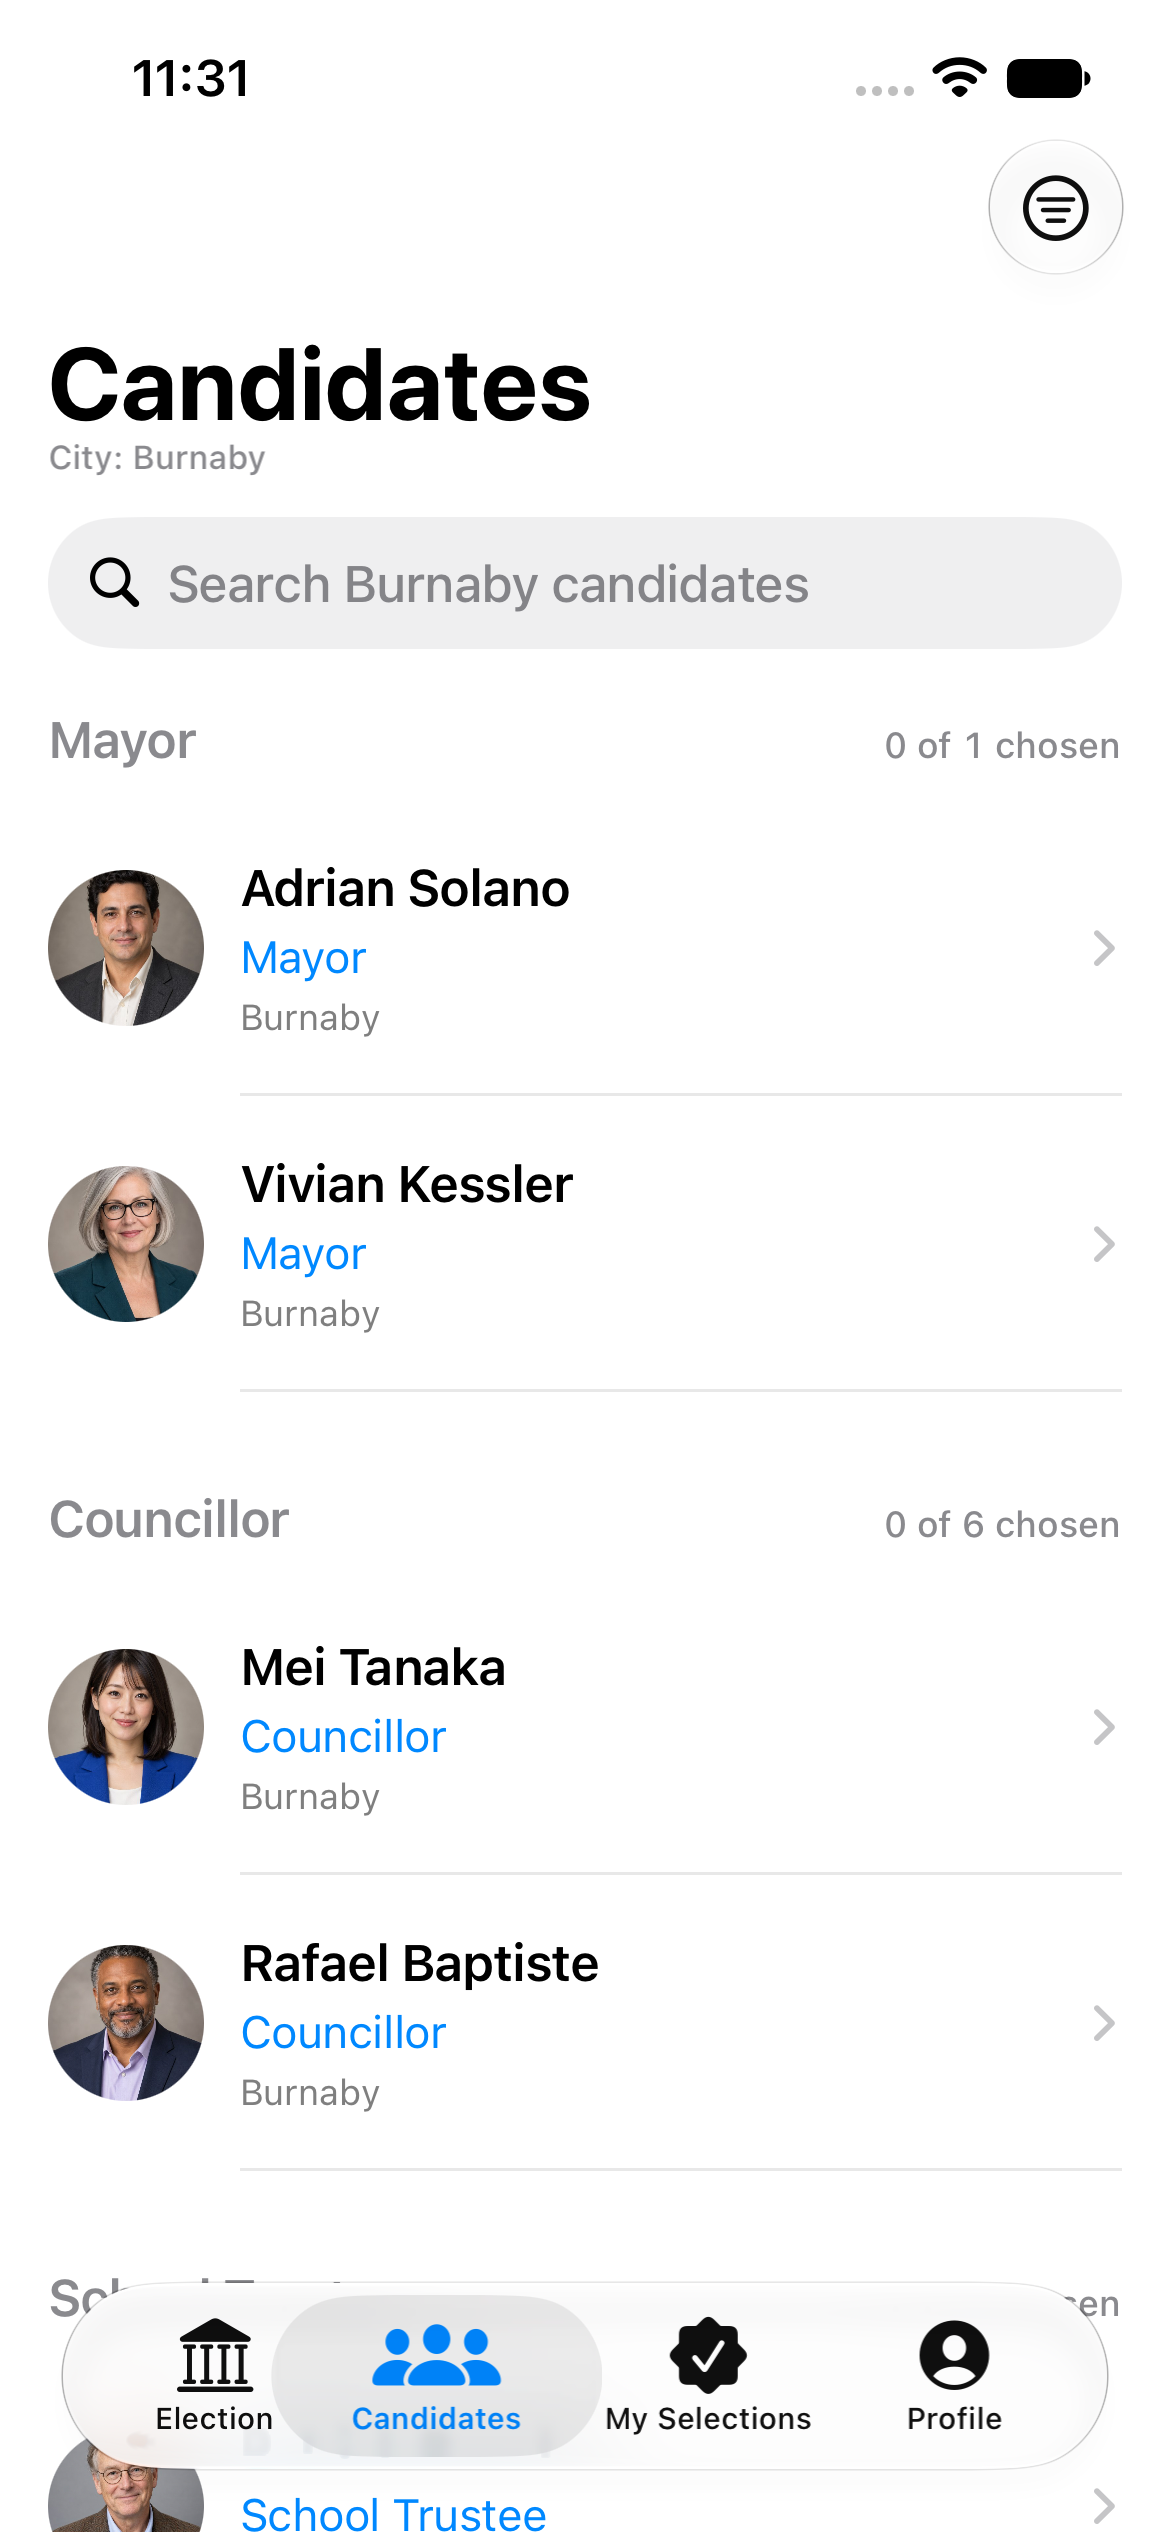 11:31
Candidates
City: Burnaby
Search Burnaby candidates
Mayor
0 of 1 chosen
Adrian Solano
Mayor
Burnaby
Vivian Kessler
Mayor
Burnaby
Councillor
0 of 6 chosen
Mei Tanaka
Councillor
Burnaby
Rafael Baptiste
Councillor
Burnaby
Election
Candidates
My Selections
Profile
School Trustee